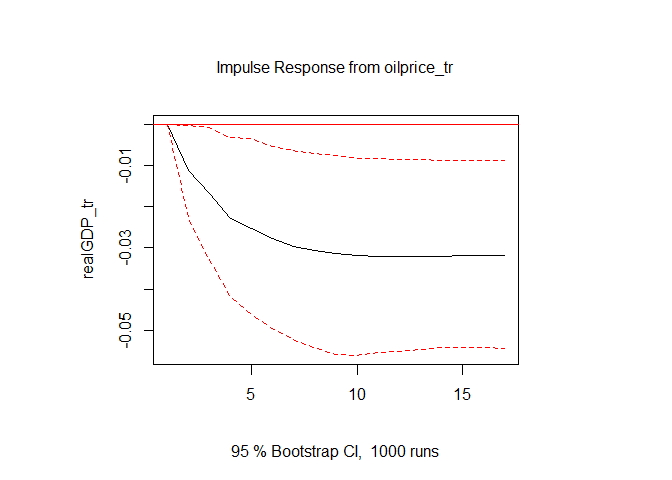 Impulse Response from oilprice_tr
realGDP_tr
-0.01
-0.03
-0.05
5
10
15
95 % Bootstrap CI, 1000 runs